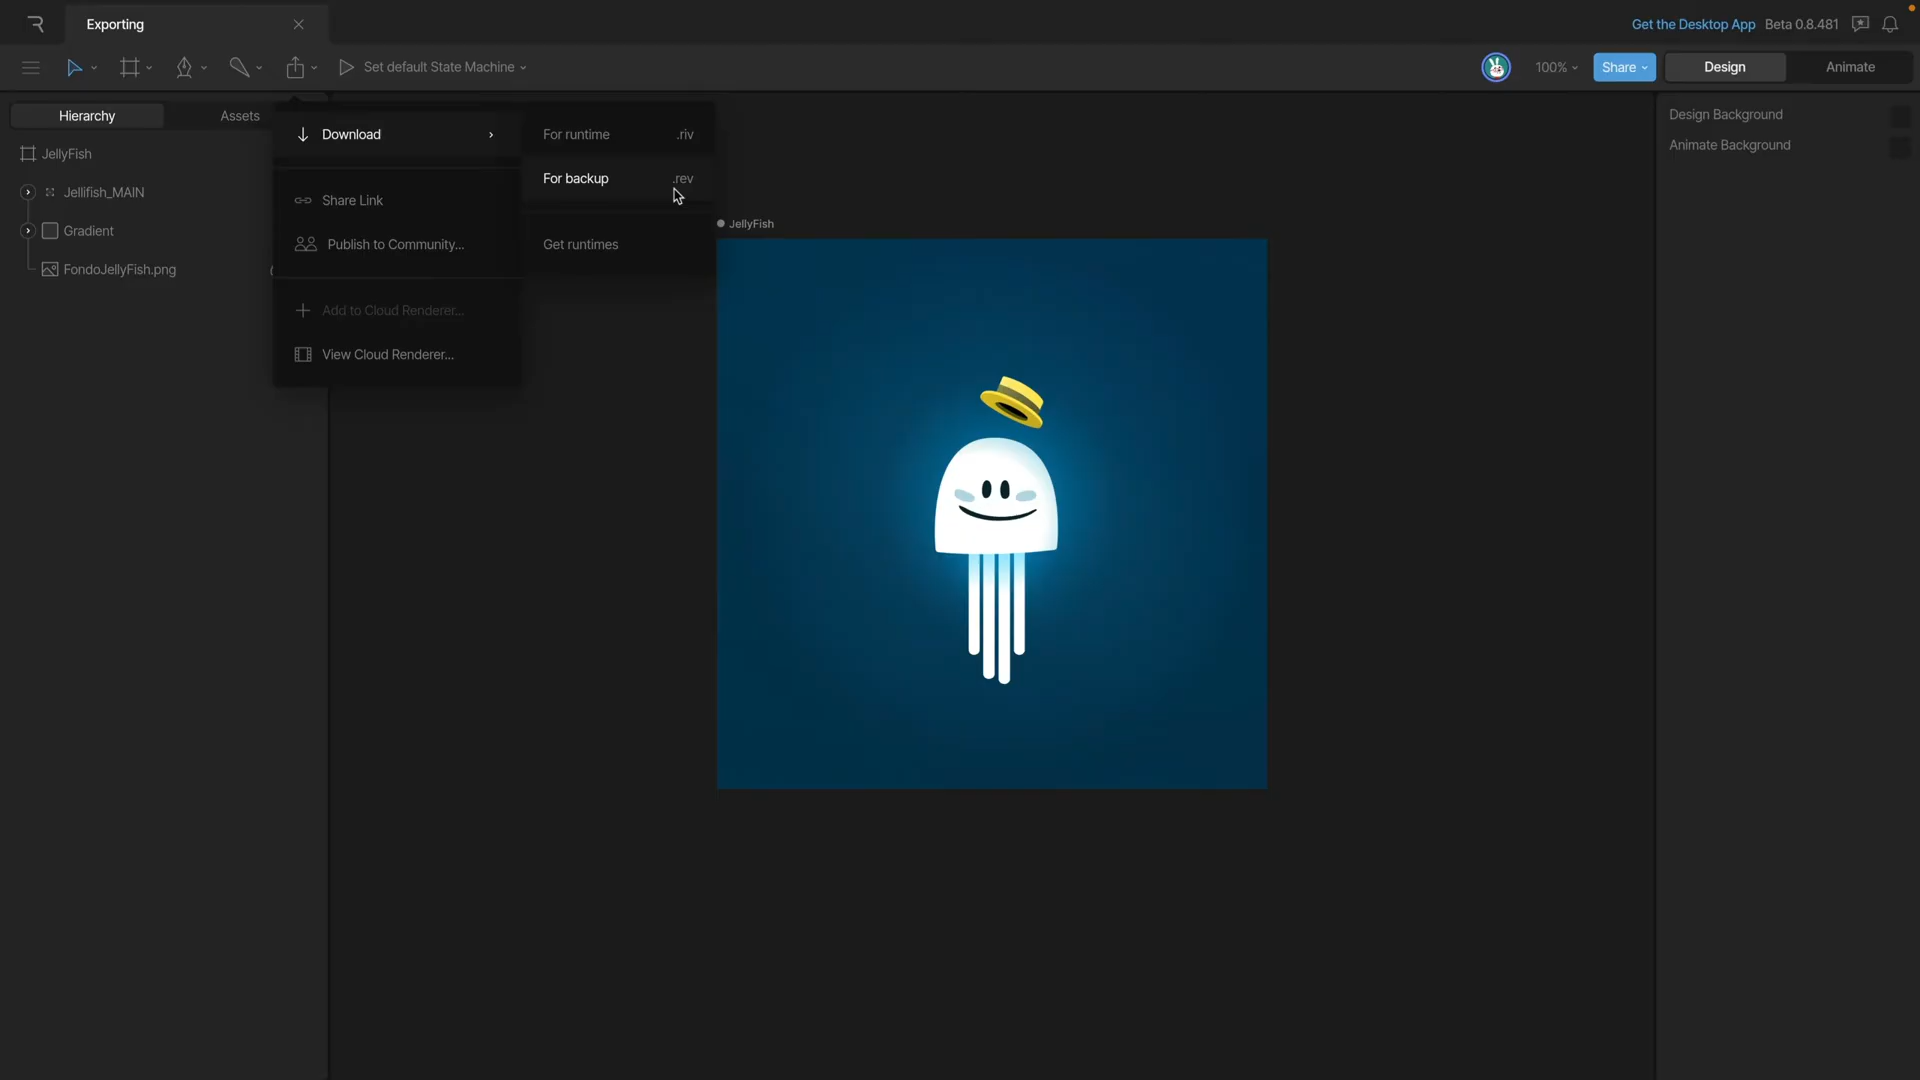 Exporting
Get the Desktop App Beta 0.8.481
Set default State Machine
100%
Share
Design
Animate
Hierarchy
Assets
JellyFish
Jellifish_MAIN
Gradient
FondoJellyFish.png
Download
Share Link
Publish to Community...
Add to Cloud Renderer...
View Cloud Renderer...
For runtime .riv
For backup .rev
Get runtimes
JellyFish
Design Background
Animate Background